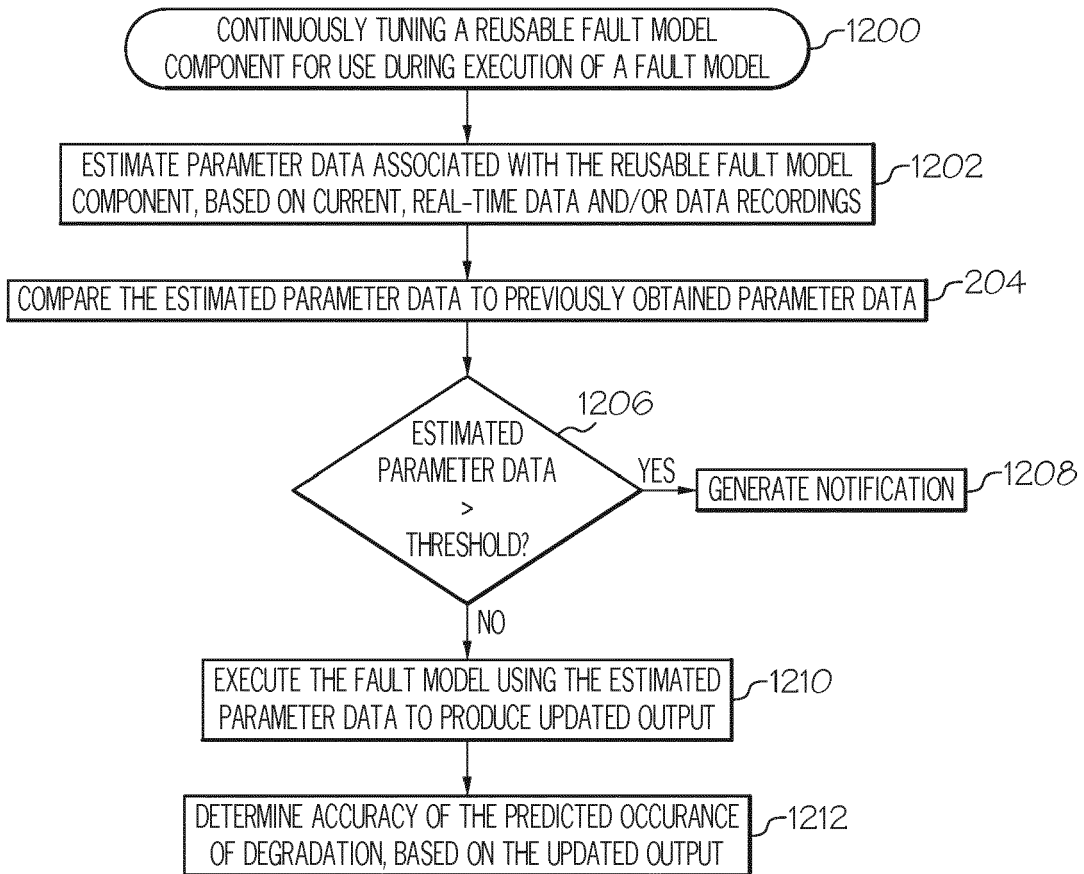 CONTINUOUSLY TUNING A REUSABLE FAULT MODEL
COMPONENT FOR USE DURING EXECUTION OF A FAULT MODEL
1200
ESTIMATE PARAMETER DATA ASSOCIATED WITH THE REUSABLE FAULT MODEL
COMPONENT, BASED ON CURRENT, REAL-TIME DATA AND/OR DATA RECORDINGS
1202
COMPARE THE ESTIMATED PARAMETER DATA TO PREVIOUSLY OBTAINED PARAMETER DATA
204
1206
ESTIMATED
PARAMETER DATA
>
THRESHOLD?
YES
GENERATE NOTIFICATION
1208
NO
EXECUTE THE FAULT MODEL USING THE ESTIMATED
PARAMETER DATA TO PRODUCE UPDATED OUTPUT
1210
DETERMINE ACCURACY OF THE PREDICTED OCCURANCE
OF DEGRADATION, BASED ON THE UPDATED OUTPUT
1212